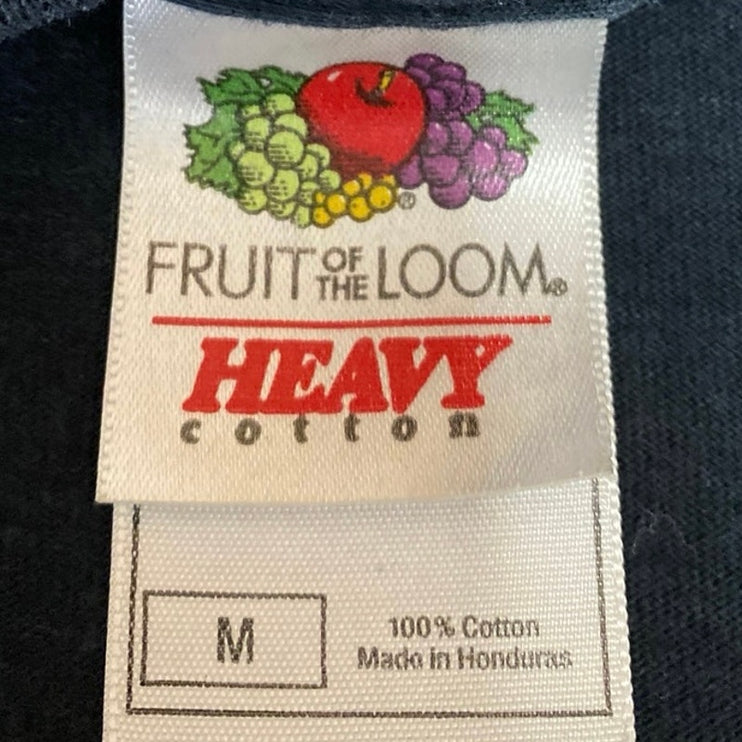 ®
FRUIT OF THE LOOM®
HEAVY
cotton
M
100% Cotton
Made in Honduras